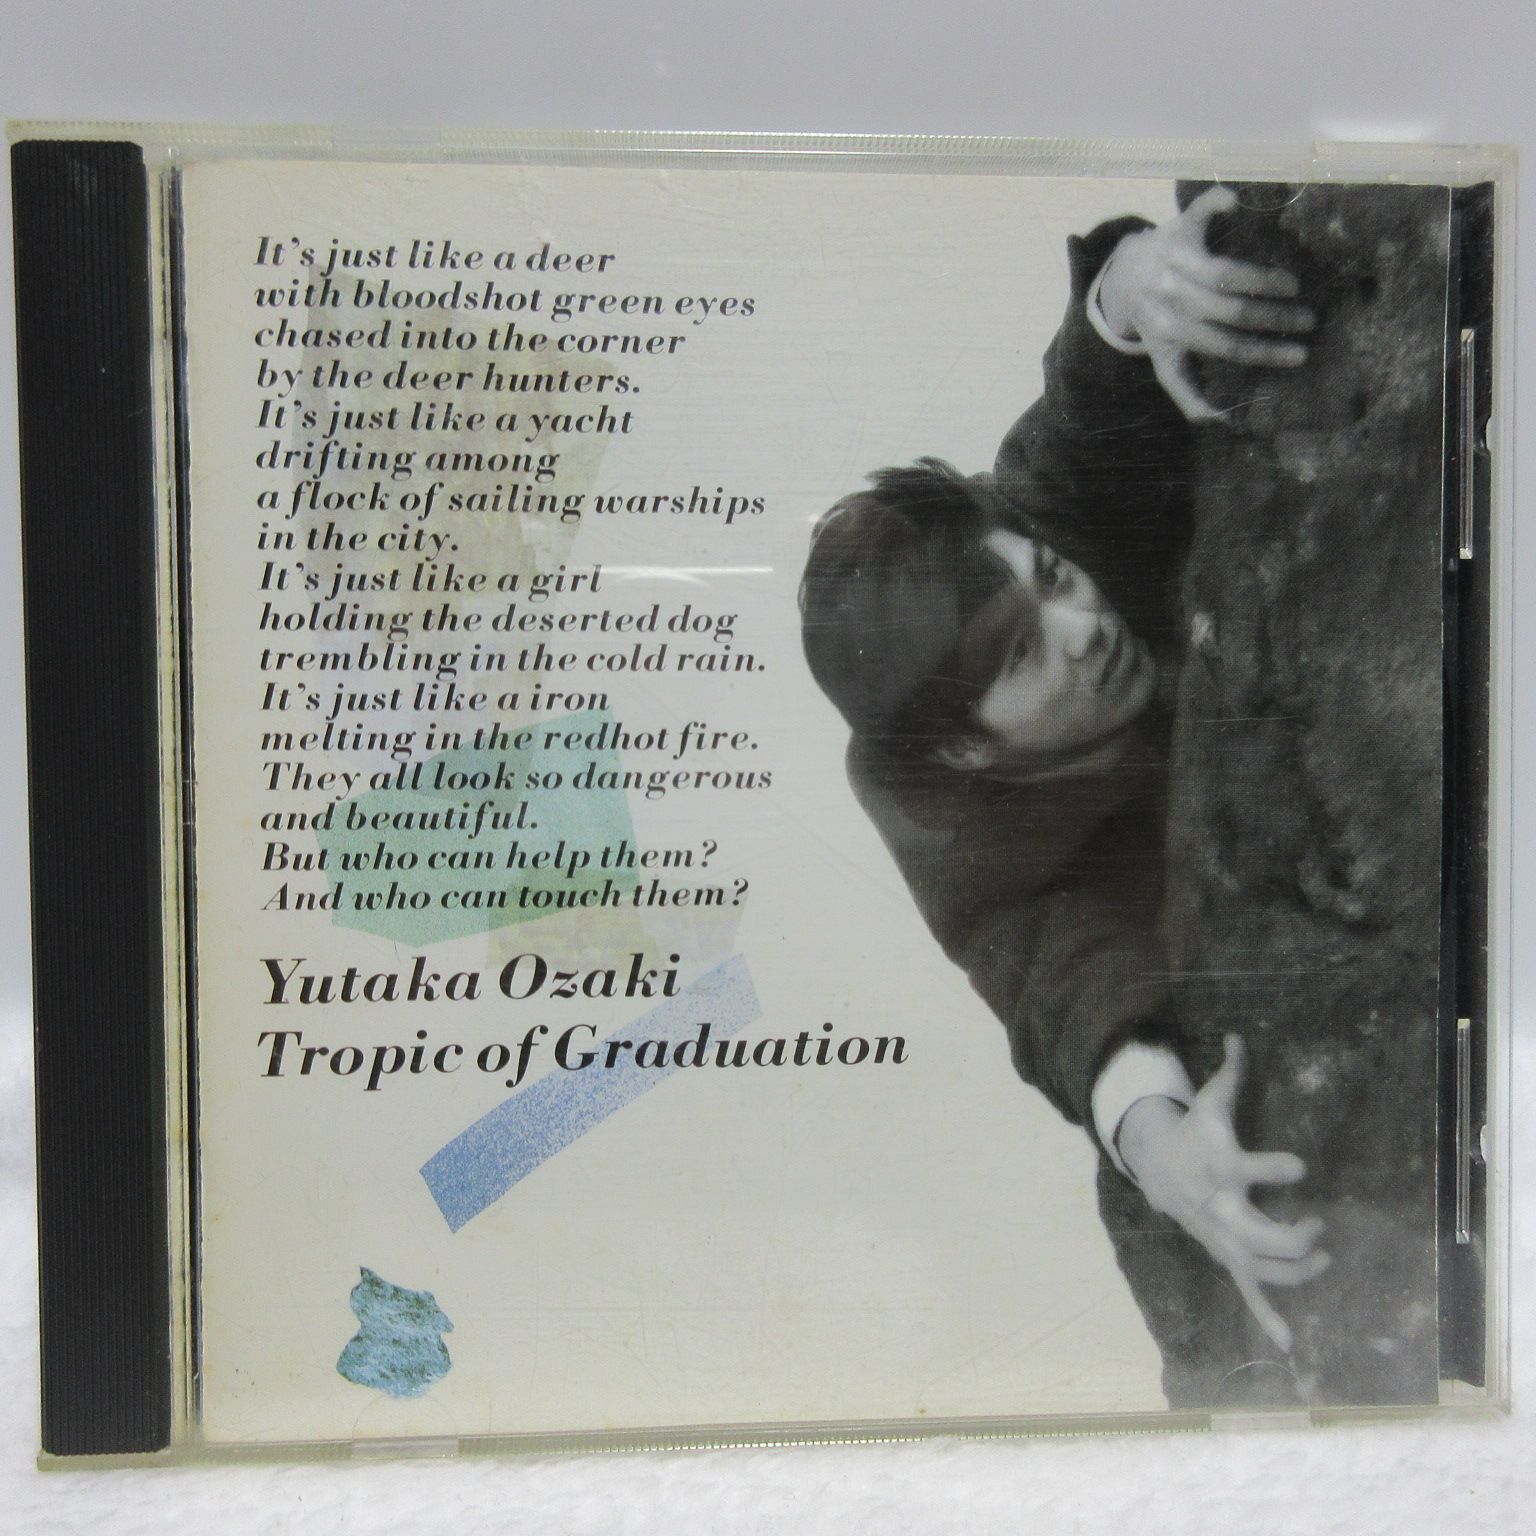 It's just like a deer
with bloodshot green eyes
chased into the corner
by the deer hunters.
It's just like a yacht
drifting among
a flock of sailing warships
in the city.
It's just like a girl
holding the deserted dog
trembling in the cold rain.
It's just like a iron
melting in the redhot fire.
They all look so dangerous
and beautiful.
But who can help them?
And who can touch them?
Yutaka Ozaki
Tropic of Graduation